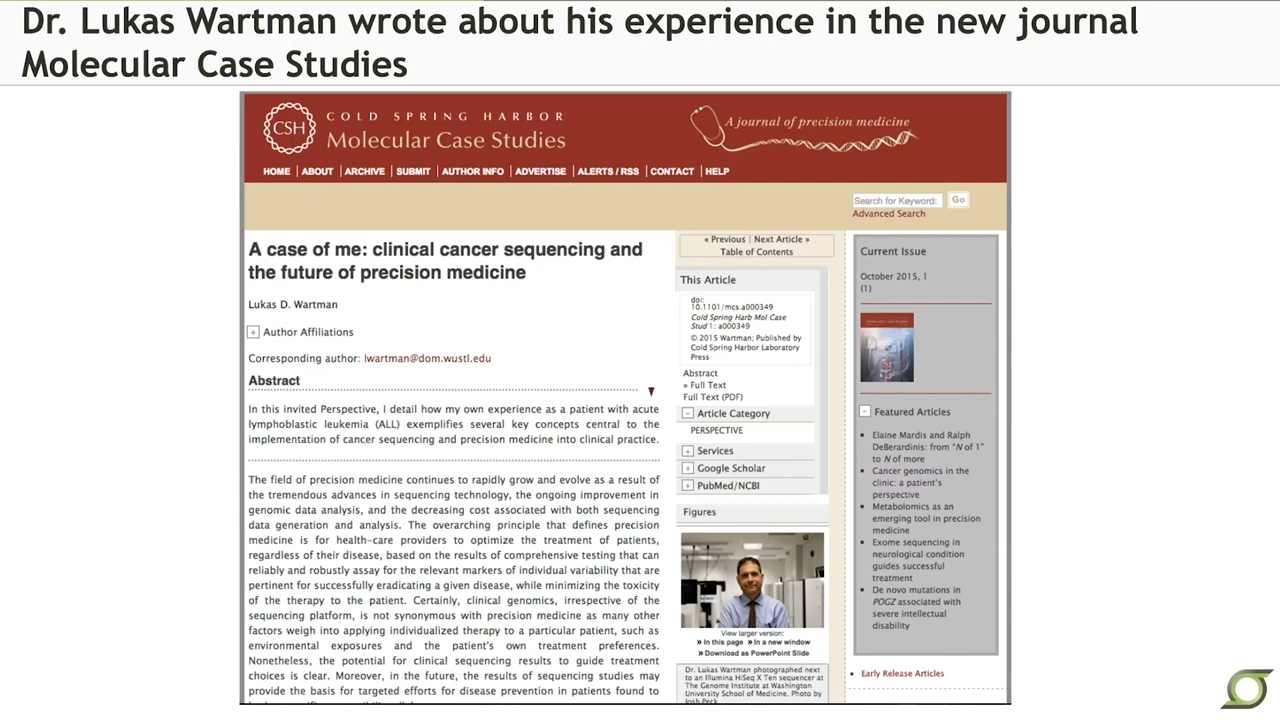 Dr. Lukas Wartman wrote about his experience in the new journal
Molecular Case Studies
CSH
COLD SPRING HARBOR
Molecular Case Studies
A journal of precision medicine
HOME | ABOUT | ARCHIVE | SUBMIT | AUTHOR INFO | ADVERTISE | ALERTS / RSS | CONTACT | HELP
Search for Keyword:
Go
Advanced Search
A case of me: clinical cancer sequencing and
the future of precision medicine
Lukas D. Wartman
+ Author Affiliations
Corresponding author: lwartman@dom.wustl.edu
Abstract
In this invited Perspective, I detail how my own experience as a patient with acute
lymphoblastic leukemia (ALL) exemplifies several key concepts central to the
implementation of cancer sequencing and precision medicine into clinical practice.
The field of precision medicine continues to rapidly grow and evolve as a result of
the tremendous advances in sequencing technology, the ongoing improvement in
genomic data analysis, and the decreasing cost associated with both sequencing
data generation and analysis. The overarching principle that defines precision
medicine is for health-care providers to optimize the treatment of patients,
regardless of their disease, based on the results of comprehensive testing that can
reliably and robustly assay for the relevant markers of individual variability that are
pertinent for successfully eradicating a given disease, while minimizing the toxicity
of the therapy to the patient. Certainly, clinical genomics, irrespective of the
sequencing platform, is not synonymous with precision medicine as many other
factors weigh into applying individualized therapy to a particular patient, such as
environmental exposures and the patient's own treatment preferences.
Nonetheless, the potential for clinical sequencing results to guide treatment
choices is clear. Moreover, in the future, the results of sequencing studies may
provide the basis for targeted efforts for disease prevention in patients found to
« Previous | Next Article »
Table of Contents
This Article
doi:
10.1101/mcs.a000349
Cold Spring Harb Mol Case
Stud 1: a000349
© 2015 Wartman; Published by
Cold Spring Harbor Laboratory
Press
Abstract
» Full Text
Full Text (PDF)
- Article Category
PERSPECTIVE
+ Services
+ Google Scholar
+ PubMed/NCBI
Figures
View larger version:
» In this page » In a new window
» Download as PowerPoint Slide
Dr. Lukas Wartman photographed next
to an Illumina HiSeq X Ten sequencer at
The Genome Institute at Washington
University School of Medicine. Photo by
Josh Peck
Current Issue
October 2015, 1
(1)
- Featured Articles
Elaine Mardis and Ralph
DeBerardinis: from "N of 1"
to N of more
Cancer genomics in the
clinic: a patient's
perspective
Metabolomics as an
emerging tool in precision
medicine
Exome sequencing in
neurological condition
guides successful
treatment
De novo mutations in
POGZ associated with
severe intellectual
disability
Early Release Articles